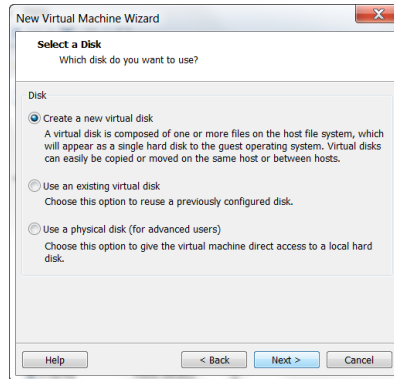 New Virtual Machine Wizard
Select a Disk
Which disk do you want to use?
Disk
Create a new virtual disk
A virtual disk is composed of one or more files on the host file system, which
will appear as a single hard disk to the guest operating system. Virtual disks
can easily be copied or moved on the same host or between hosts.
Use an existing virtual disk
Choose this option to reuse a previously configured disk.
Use a physical disk (for advanced users)
Choose this option to give the virtual machine direct access to a local hard
disk.
Help < Back Next > Cancel